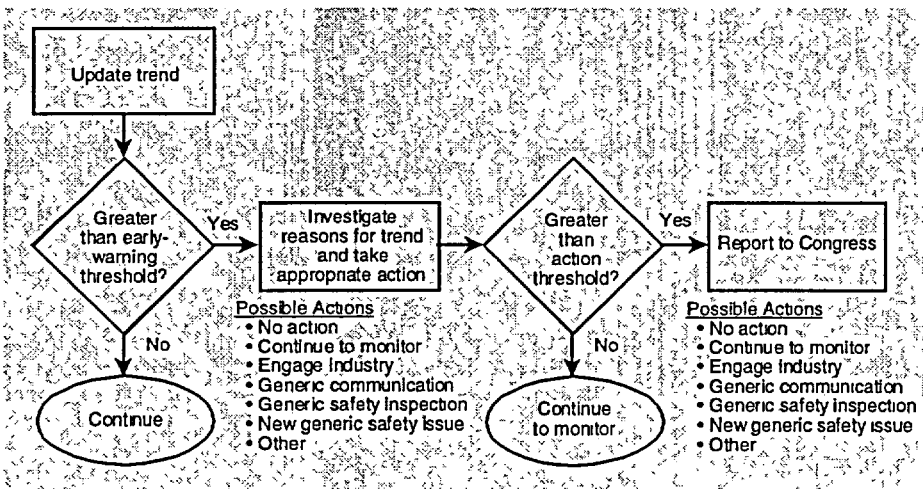 Update trend
Greater
than early-
warning
threshold?
Yes
No
Continue
Investigate
reasons for trend
and take
appropriate action
Possible Actions
• No action
• Continue to monitor
• Engage industry
• Generic communication
• Generic safety inspection
• New generic safety issue
• Other
Greater
than
action
threshold?
Yes
No
Continue
to monitor
Report to Congress
Possible Actions
• No action
• Continue to monitor
• Engage industry
• Generic communication
• Generic safety inspection
• New generic safety issue
• Other